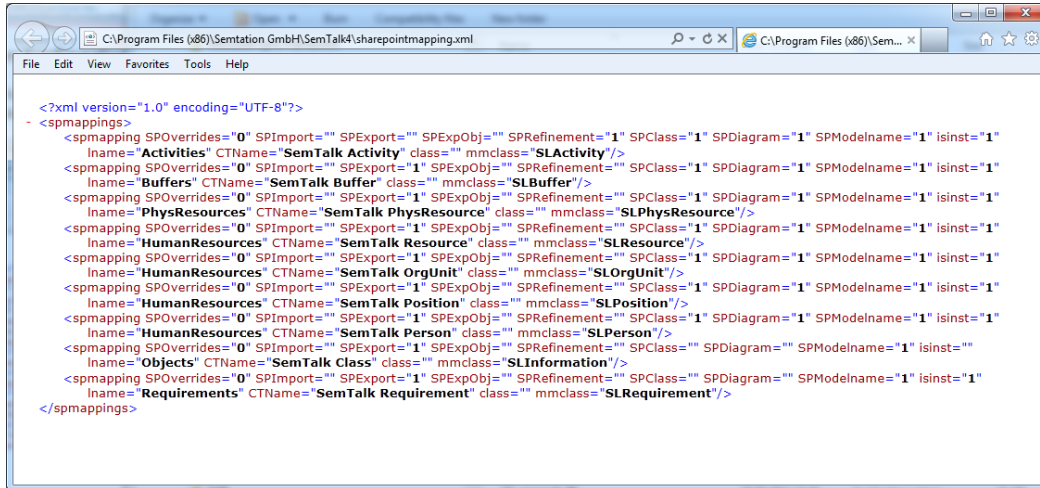 Organize ▾ Open ▾ Burn Compatibility Files New folder
C:\Program Files (x86)\Semtation GmbH\SemTalk4\sharepointmapping.xml
C:\Program Files (x86)\Sem...
File Edit View Favorites Tools Help
<?xml version="1.0" encoding="UTF-8"?>
- <spmappings>
<spmapping SPOverrides="0" SPImport="" SPExport="" SPExpObj="" SPRefinement="1" SPClass="1" SPDiagram="1" SPModelname="1" isinst="1"
lname="Activities" CTName="SemTalk Activity" class="" mmclass="SLActivity"/>
<spmapping SPOverrides="0" SPImport="" SPExport="1" SPExpObj="" SPRefinement="" SPClass="1" SPDiagram="1" SPModelname="1" isinst="1"
lname="Buffers" CTName="SemTalk Buffer" class="" mmclass="SLBuffer"/>
<spmapping SPOverrides="0" SPImport="" SPExport="1" SPExpObj="" SPRefinement="" SPClass="1" SPDiagram="1" SPModelname="1" isinst="1"
lname="PhysResources" CTName="SemTalk PhysResource" class="" mmclass="SLPhysResource"/>
<spmapping SPOverrides="0" SPImport="" SPExport="1" SPExpObj="" SPRefinement="" SPClass="1" SPDiagram="1" SPModelname="1" isinst="1"
lname="HumanResources" CTName="SemTalk Resource" class="" mmclass="SLResource"/>
<spmapping SPOverrides="0" SPImport="" SPExport="1" SPExpObj="" SPRefinement="" SPClass="1" SPDiagram="1" SPModelname="1" isinst="1"
lname="HumanResources" CTName="SemTalk OrgUnit" class="" mmclass="SLOrgUnit"/>
<spmapping SPOverrides="0" SPImport="" SPExport="1" SPExpObj="" SPRefinement="" SPClass="1" SPDiagram="1" SPModelname="1" isinst="1"
lname="HumanResources" CTName="SemTalk Position" class="" mmclass="SLPosition"/>
<spmapping SPOverrides="0" SPImport="" SPExport="1" SPExpObj="" SPRefinement="" SPClass="1" SPDiagram="1" SPModelname="1" isinst="1"
lname="HumanResources" CTName="SemTalk Person" class="" mmclass="SLPerson"/>
<spmapping SPOverrides="0" SPImport="" SPExport="1" SPExpObj="" SPRefinement="" SPClass="" SPDiagram="" SPModelname="1" isinst=""
lname="Objects" CTName="SemTalk Class" class="" mmclass="SLInformation"/>
<spmapping SPOverrides="0" SPImport="" SPExport="1" SPExpObj="" SPRefinement="" SPClass="" SPDiagram="" SPModelname="1" isinst="1"
lname="Requirements" CTName="SemTalk Requirement" class="" mmclass="SLRequirement"/>
</spmappings>